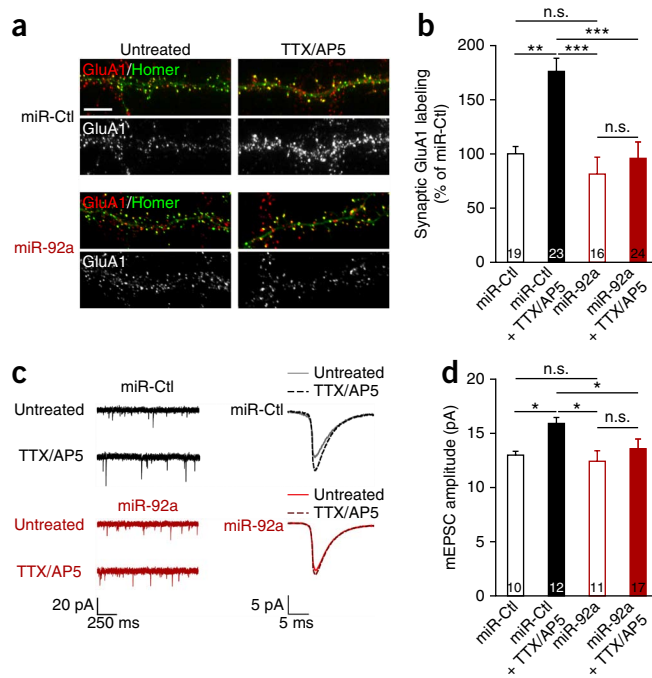 a
Untreated
TTX/AP5
miR-Ctl
GluA1/Homer
GluA1
miR-92a
GluA1/Homer
GluA1
b
Synaptic GluA1 labeling
(% of miR-Ctl)
200
150
100
50
0
n.s.
***
**
***
n.s.
19
23
16
24
miR-Ctl
miR-Ctl
+ TTX/AP5
miR-92a
miR-92a
+ TTX/AP5
c
miR-Ctl
Untreated
TTX/AP5
miR-92a
Untreated
TTX/AP5
20 pA
250 ms
Untreated
TTX/AP5
miR-Ctl
Untreated
TTX/AP5
miR-92a
5 pA
5 ms
d
mEPSC amplitude (pA)
20
15
10
5
0
n.s.
*
*
*
n.s.
10
12
11
17
miR-Ctl
miR-Ctl
+ TTX/AP5
miR-92a
miR-92a
+ TTX/AP5